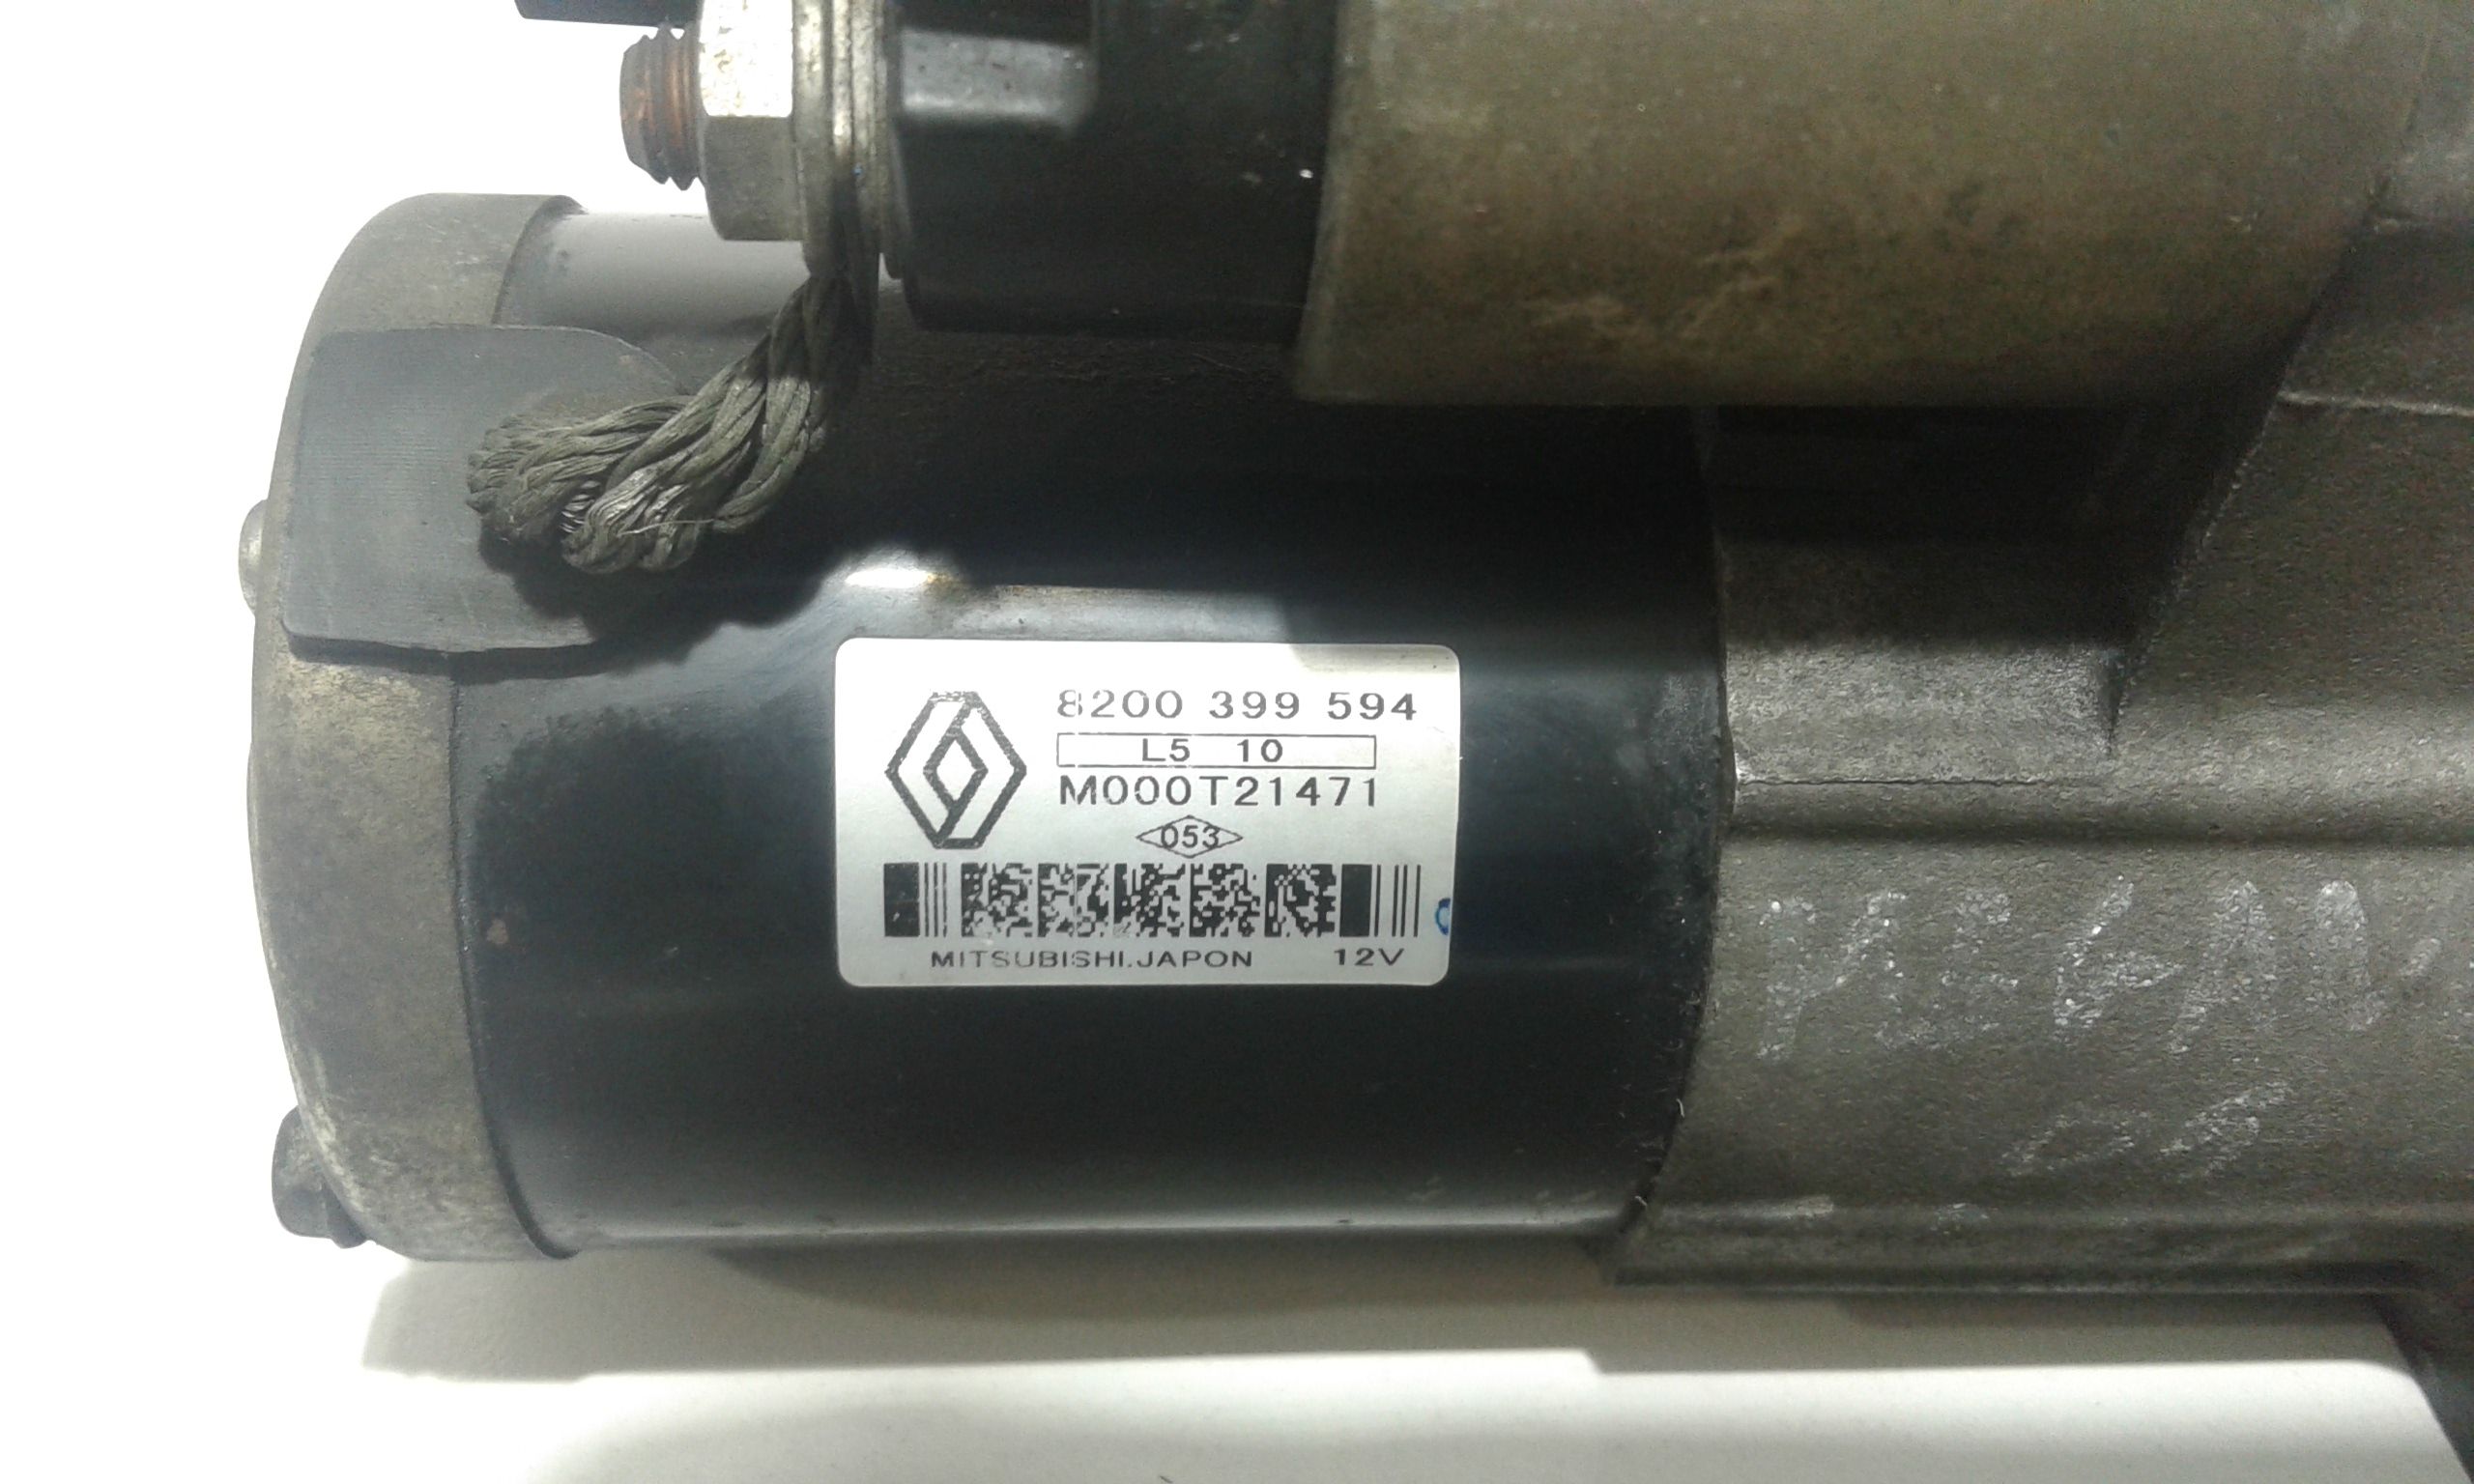 8200 399 594
L5 10
M000T21471
053
MITSUBISHI.JAPON 12V